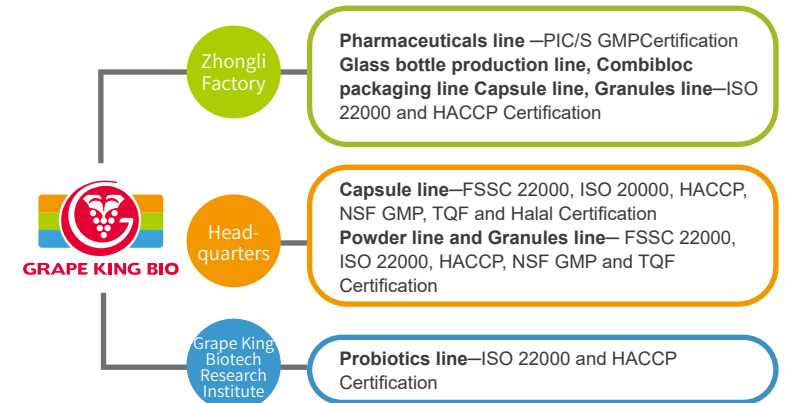 Zhongli
Factory
Pharmaceuticals line —PIC/S GMPCertification
Glass bottle production line, Combibloc
packaging line Capsule line, Granules line—ISO
22000 and HACCP Certification
GRAPE KING BIO
Head-
quarters
Capsule line—FSSC 22000, ISO 20000, HACCP,
NSF GMP, TQF and Halal Certification
Powder line and Granules line— FSSC 22000,
ISO 22000, HACCP, NSF GMP and TQF
Certification
Grape King
Biotech
Research
Institute
Probiotics line—ISO 22000 and HACCP
Certification